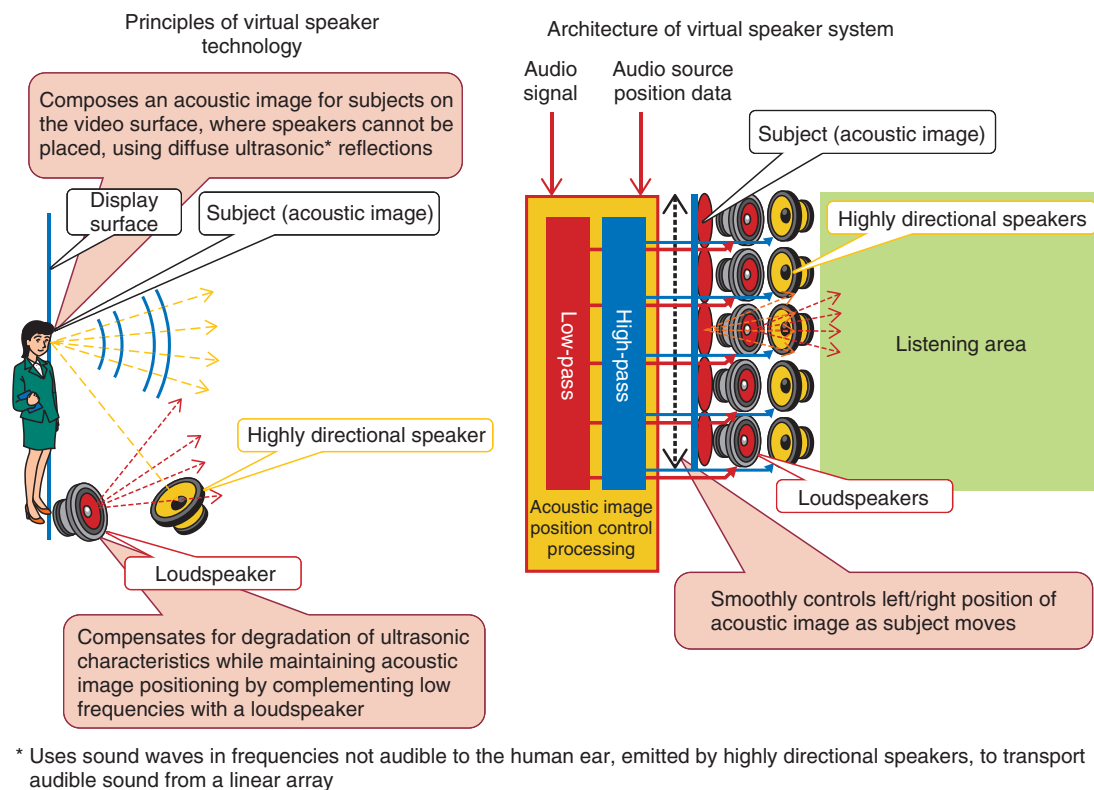 Principles of virtual speaker
technology
Composes an acoustic image for subjects on
the video surface, where speakers cannot be
placed, using diffuse ultrasonic* reflections
Display
surface
Subject (acoustic image)
Highly directional speaker
Loudspeaker
Compensates for degradation of ultrasonic
characteristics while maintaining acoustic
image positioning by complementing low
frequencies with a loudspeaker
Architecture of virtual speaker system
Audio
signal
Audio source
position data
Subject (acoustic image)
Highly directional speakers
Low-pass
High-pass
Listening area
Loudspeakers
Acoustic image
position control
processing
Smoothly controls left/right position of
acoustic image as subject moves
* Uses sound waves in frequencies not audible to the human ear, emitted by highly directional speakers, to transport
audible sound from a linear array